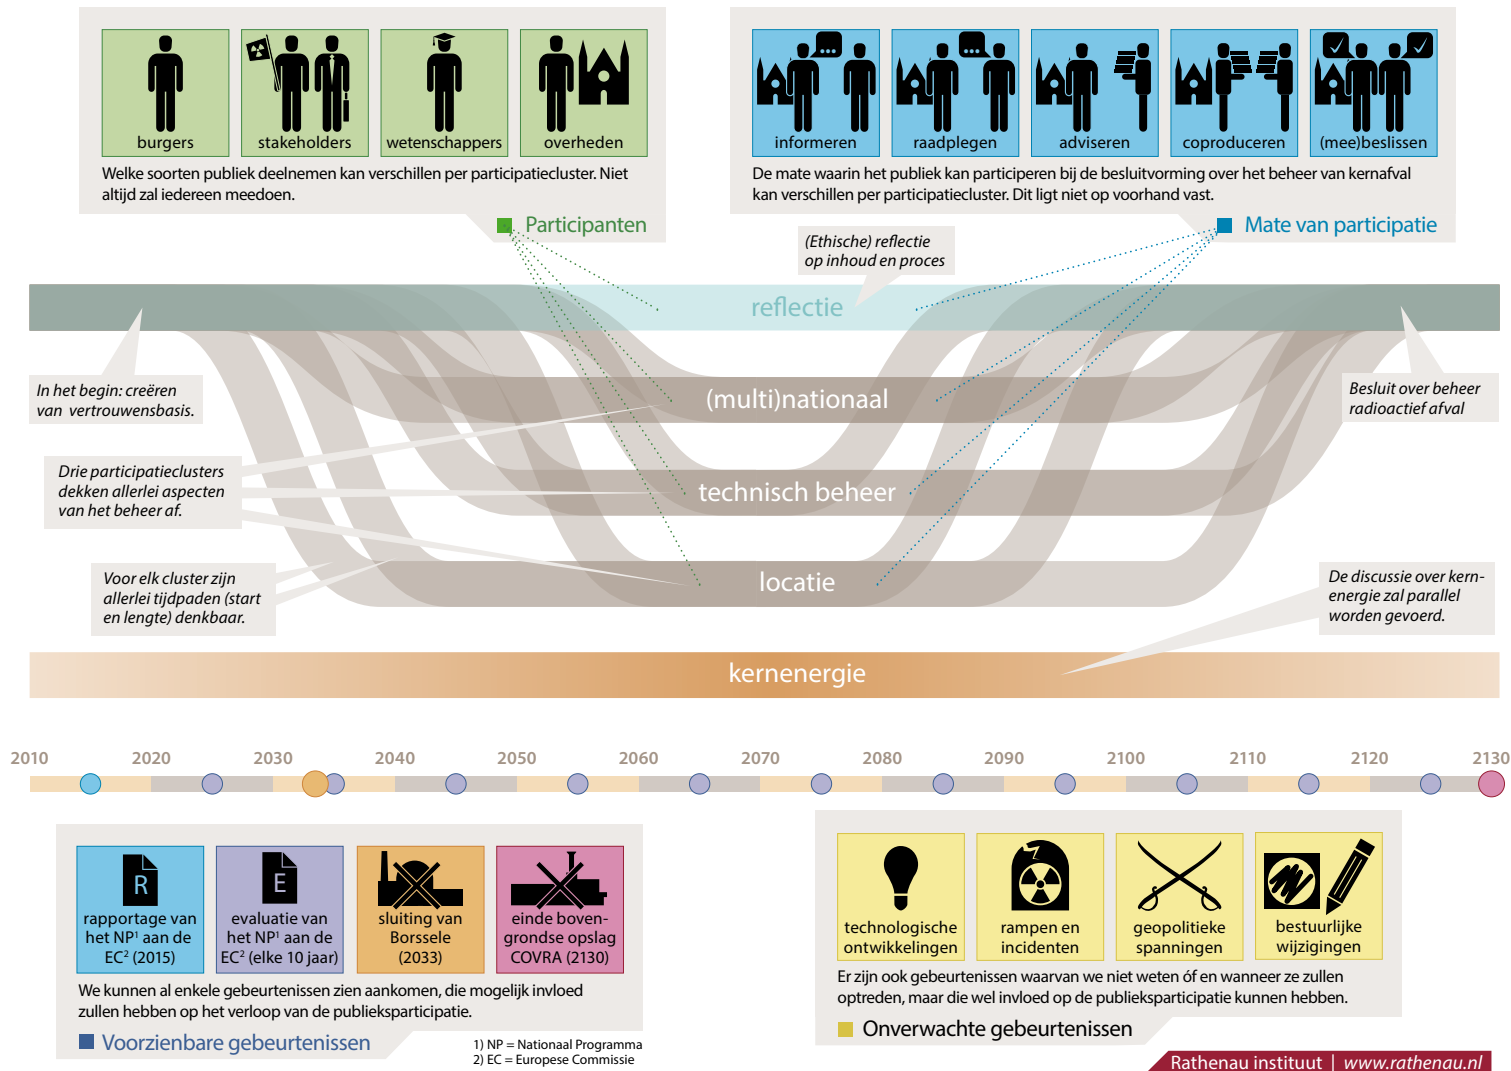 burgers
stakeholders
wetenschappers
overheden
Welke soorten publiek deelnemen kan verschillen per participatiecluster. Niet
altijd zal iedereen meedoen.
Participanten
informeren
raadplegen
adviseren
coproduceren
(mee)beslissen
De mate waarin het publiek kan participeren bij de besluitvorming over het beheer van kernafval
kan verschillen per participatiecluster. Dit ligt niet op voorhand vast.
Mate van participatie
(Ethische) reflectie
op inhoud en proces
reflectie
In het begin: creëren
van vertrouwensbasis.
(multi)nationaal
Besluit over beheer
radioactief afval
Drie participatieclusters
dekken allerlei aspecten
van het beheer af.
technisch beheer
Voor elk cluster zijn
allerlei tijdpaden (start
en lengte) denkbaar.
locatie
De discussie over kern-
energie zal parallel
worden gevoerd.
kernenergie
2010 2020 2030 2040 2050 2060 2070 2080 2090 2100 2110 2120 2130
R
rapportage van
het NP¹ aan de
EC² (2015)
E
evaluatie van
het NP¹ aan de
EC² (elke 10 jaar)
sluiting van
Borssele
(2033)
einde boven-
grondse opslag
COVRA (2130)
We kunnen al enkele gebeurtenissen zien aankomen, die mogelijk invloed
zullen hebben op het verloop van de publieksparticipatie.
Voorzienbare gebeurtenissen
1) NP = Nationaal Programma
2) EC = Europese Commissie
technologische
ontwikkelingen
rampen en
incidenten
geopolitieke
spanningen
bestuurlijke
wijzigingen
Er zijn ook gebeurtenissen waarvan we niet weten óf en wanneer ze zullen
optreden, maar die wel invloed op de publieksparticipatie kunnen hebben.
Onverwachte gebeurtenissen
Rathenau instituut | www.rathenau.nl